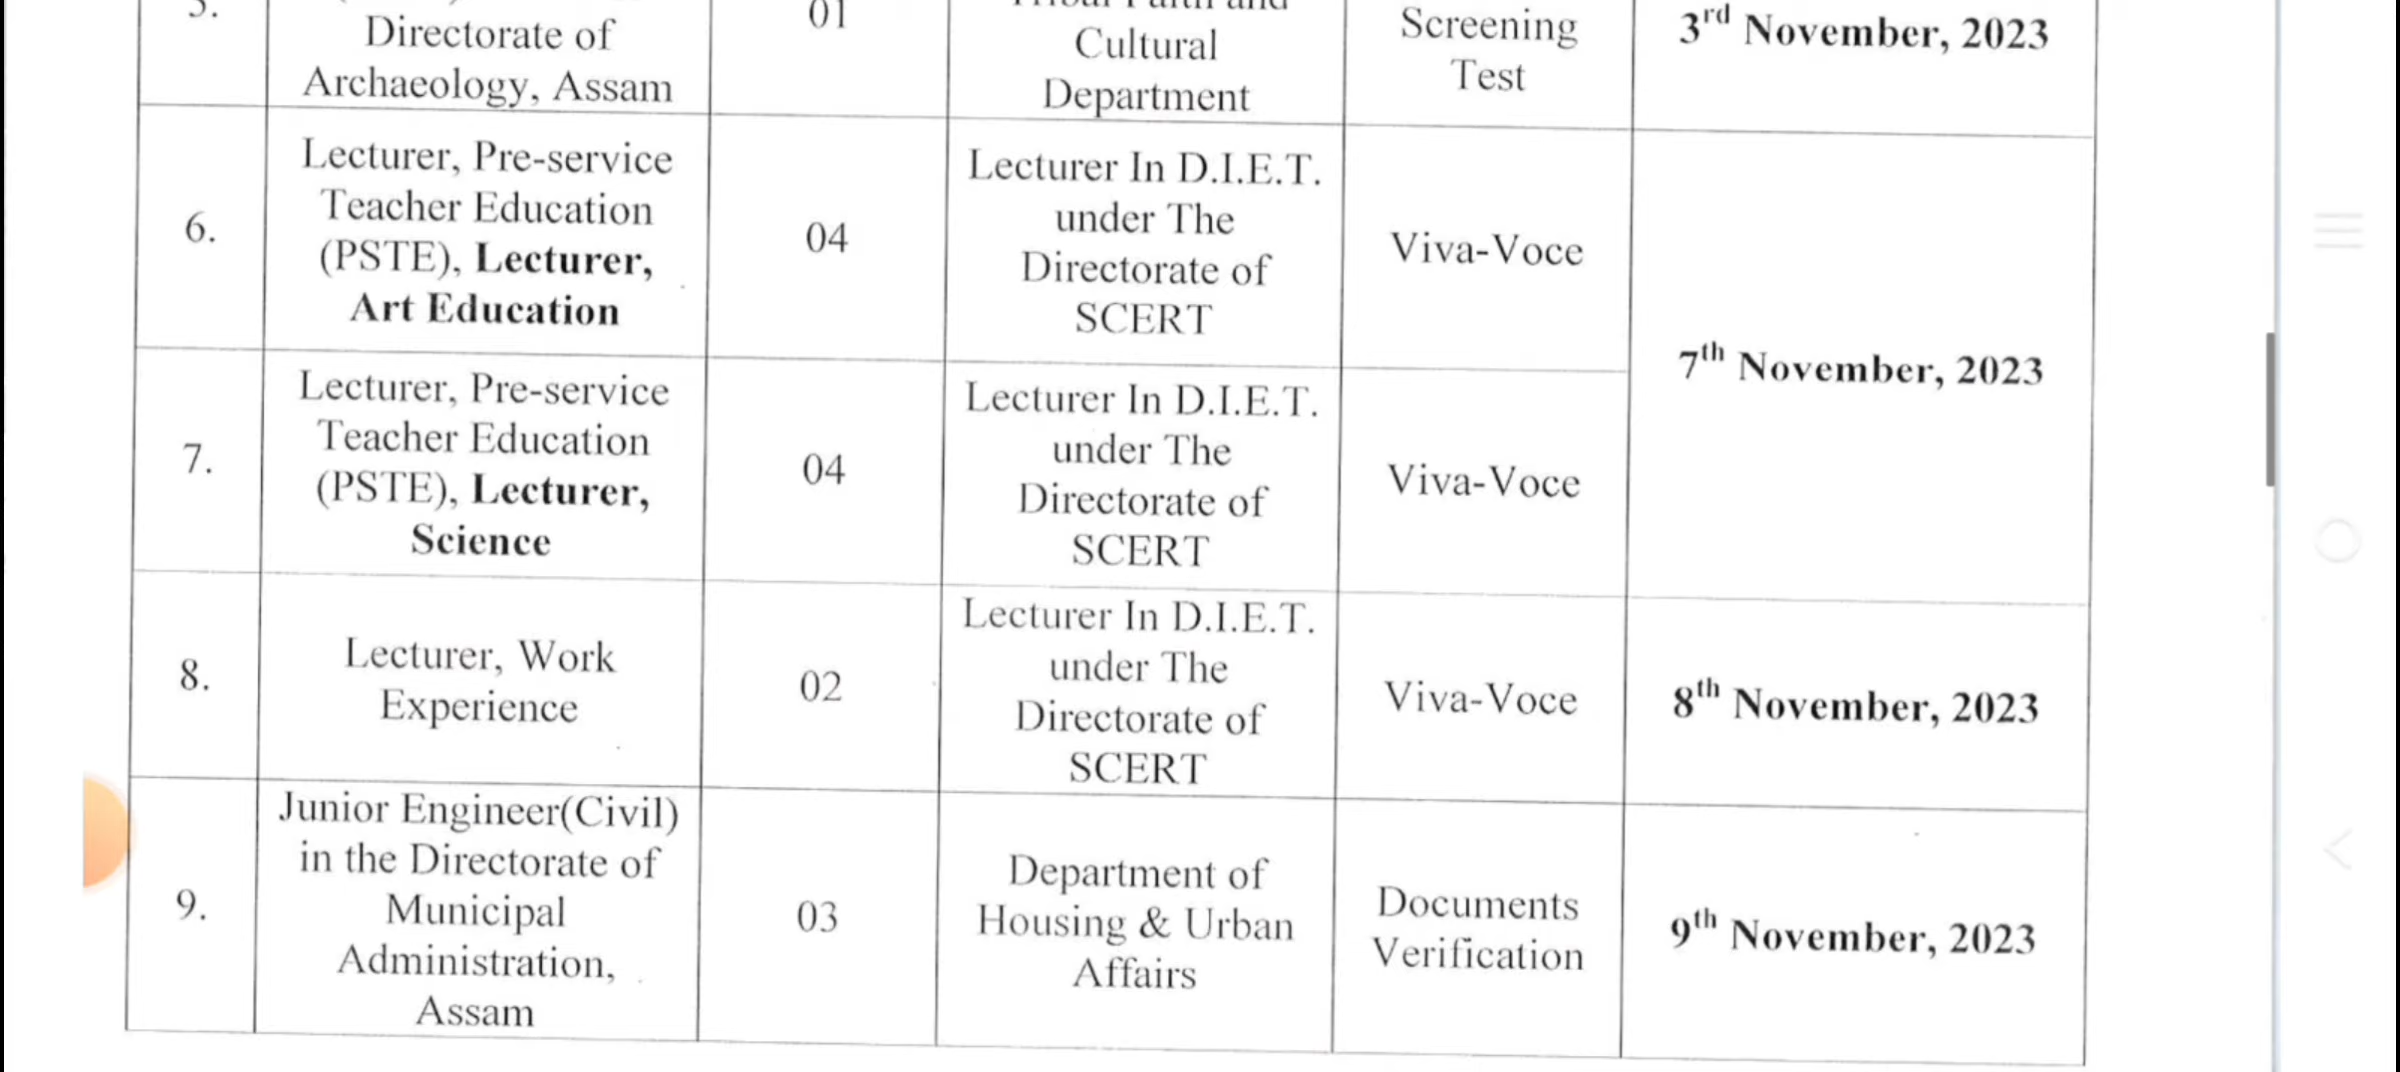 5.
Directorate of
Archaeology, Assam
01
Cultural
Department
Screening
Test
3rd November, 2023
6.
Lecturer, Pre-service
Teacher Education
(PSTE), Lecturer,
Art Education
04
Lecturer In D.I.E.T.
under The
Directorate of
SCERT
Viva-Voce
7th November, 2023
7.
Lecturer, Pre-service
Teacher Education
(PSTE), Lecturer,
Science
04
Lecturer In D.I.E.T.
under The
Directorate of
SCERT
Viva-Voce
8.
Lecturer, Work
Experience
02
Lecturer In D.I.E.T.
under The
Directorate of
SCERT
Viva-Voce
8th November, 2023
9.
Junior Engineer(Civil)
in the Directorate of
Municipal
Administration,
Assam
03
Department of
Housing & Urban
Affairs
Documents
Verification
9th November, 2023